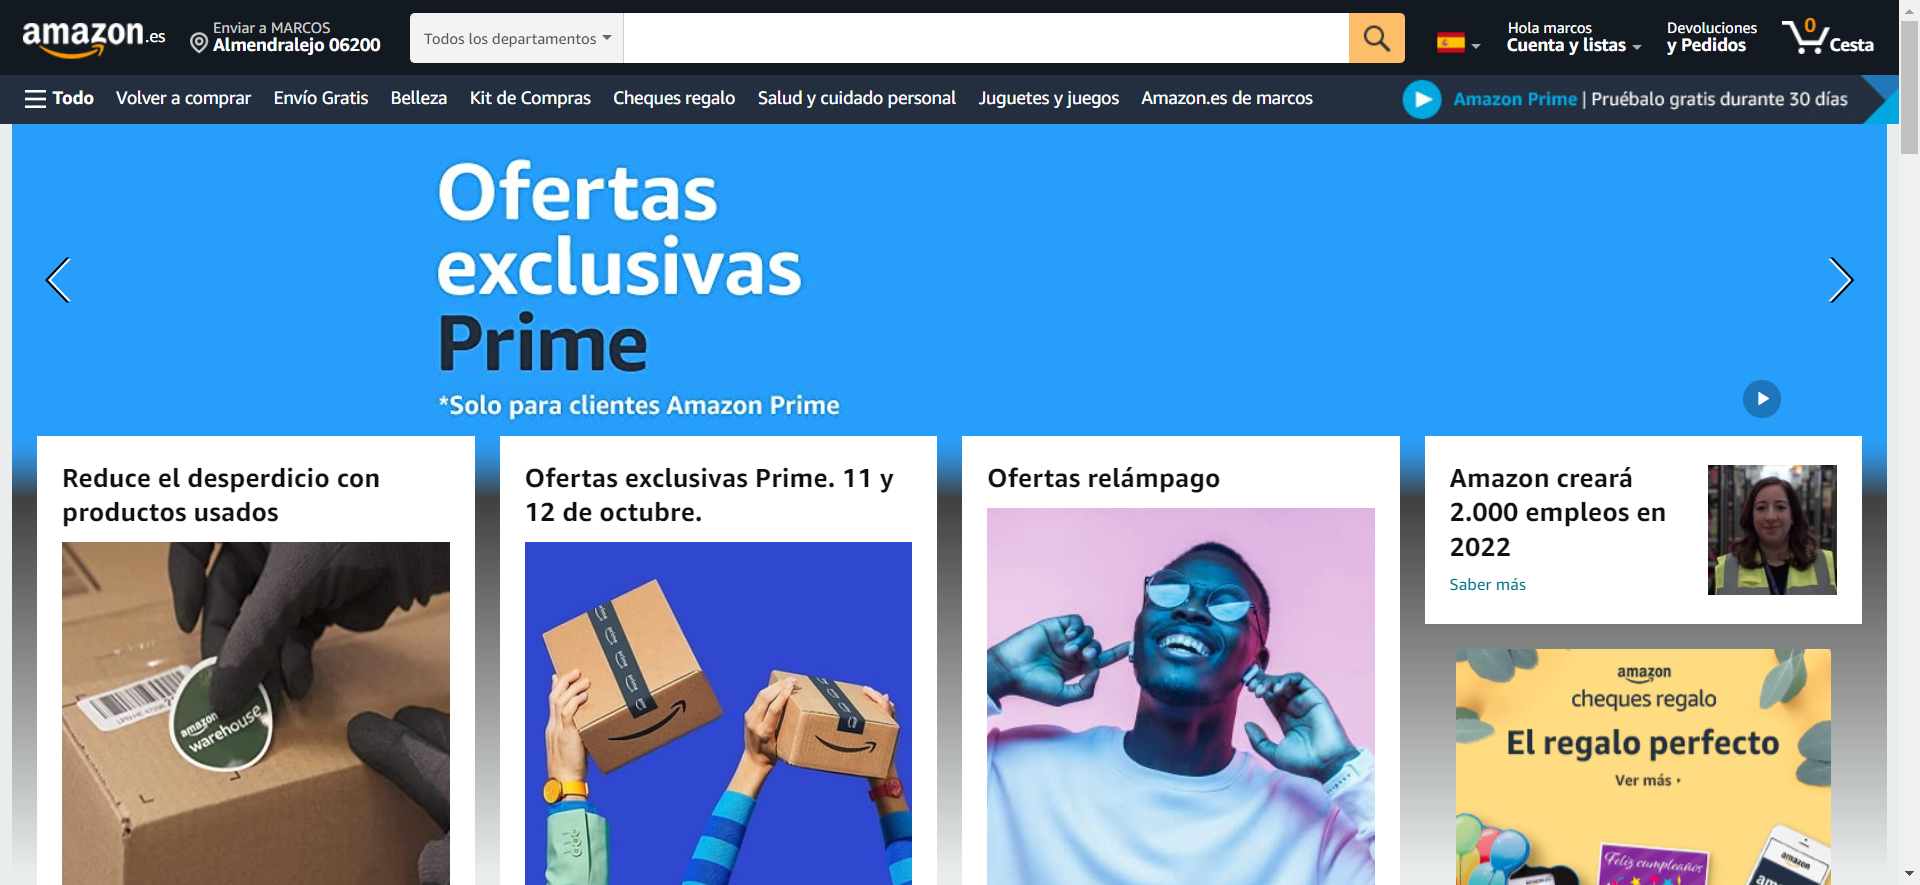 amazon.es
Enviar a MARCOS
Almendralejo 06200
Todos los departamentos
Hola marcos
Cuenta y listas
Devoluciones
y Pedidos
0
Cesta
Todo
Volver a comprar
Envío Gratis
Belleza
Kit de Compras
Cheques regalo
Salud y cuidado personal
Juguetes y juegos
Amazon.es de marcos
Amazon Prime | Pruébalo gratis durante 30 días
Ofertas
exclusivas
Prime
*Solo para clientes Amazon Prime
Reduce el desperdicio con
productos usados
amazon
warehouse
Ofertas exclusivas Prime. 11 y
12 de octubre.
prime
prime
prime
prime
Ofertas relámpago
Amazon creará
2.000 empleos en
2022
Saber más
amazon
cheques regalo
El regalo perfecto
Ver más
Feliz cumpleaños
amazon